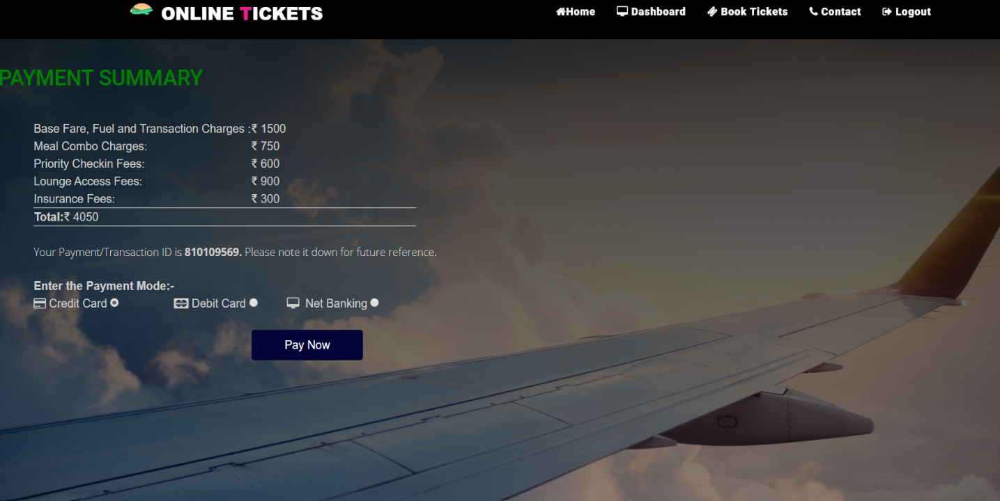 ONLINE TICKETS
Home Dashboard Book Tickets Contact Logout
PAYMENT SUMMARY
Base Fare, Fuel and Transaction Charges :₹ 1500
Meal Combo Charges: ₹ 750
Priority Checkin Fees: ₹ 600
Lounge Access Fees: ₹ 900
Insurance Fees: ₹ 300
Total:₹ 4050
Your Payment/Transaction ID is 810109569. Please note it down for future reference.
Enter the Payment Mode:-
Credit Card Debit Card Net Banking
Pay Now